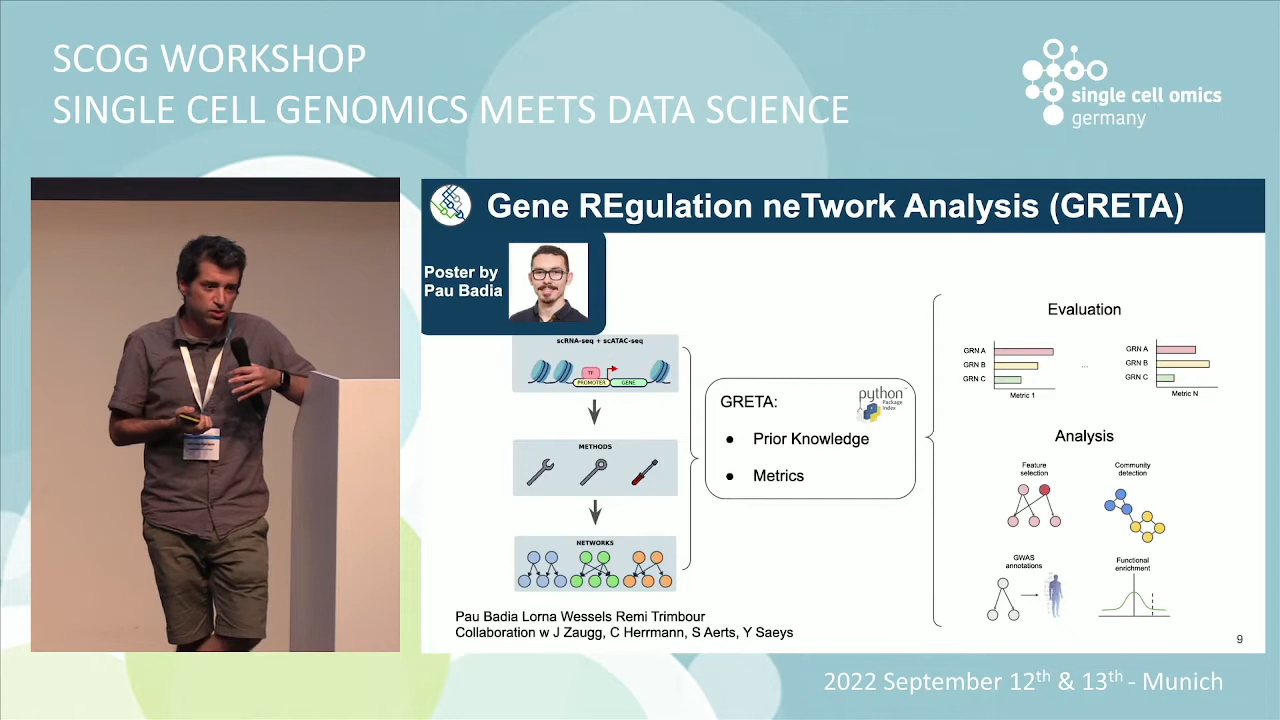 SCOG WORKSHOP
SINGLE CELL GENOMICS MEETS DATA SCIENCE
single cell omics
germany
Gene REgulation neTwork Analysis (GRETA)
Poster by
Pau Badia
scRNA-seq + scATAC-seq
TF
PROMOTER
GENE
METHODS
NETWORKS
GRETA:
python
Package
Index
• Prior Knowledge
• Metrics
Evaluation
GRN A
GRN B
GRN C
Metric 1
...
GRN A
GRN B
GRN C
Metric N
Analysis
Feature
selection
Community
detection
GWAS
annotations
Functional
enrichment
Pau Badia Lorna Wessels Remi Trimbour
Collaboration w J Zaugg, C Herrmann, S Aerts, Y Saeys
9
2022 September 12th & 13th - Munich